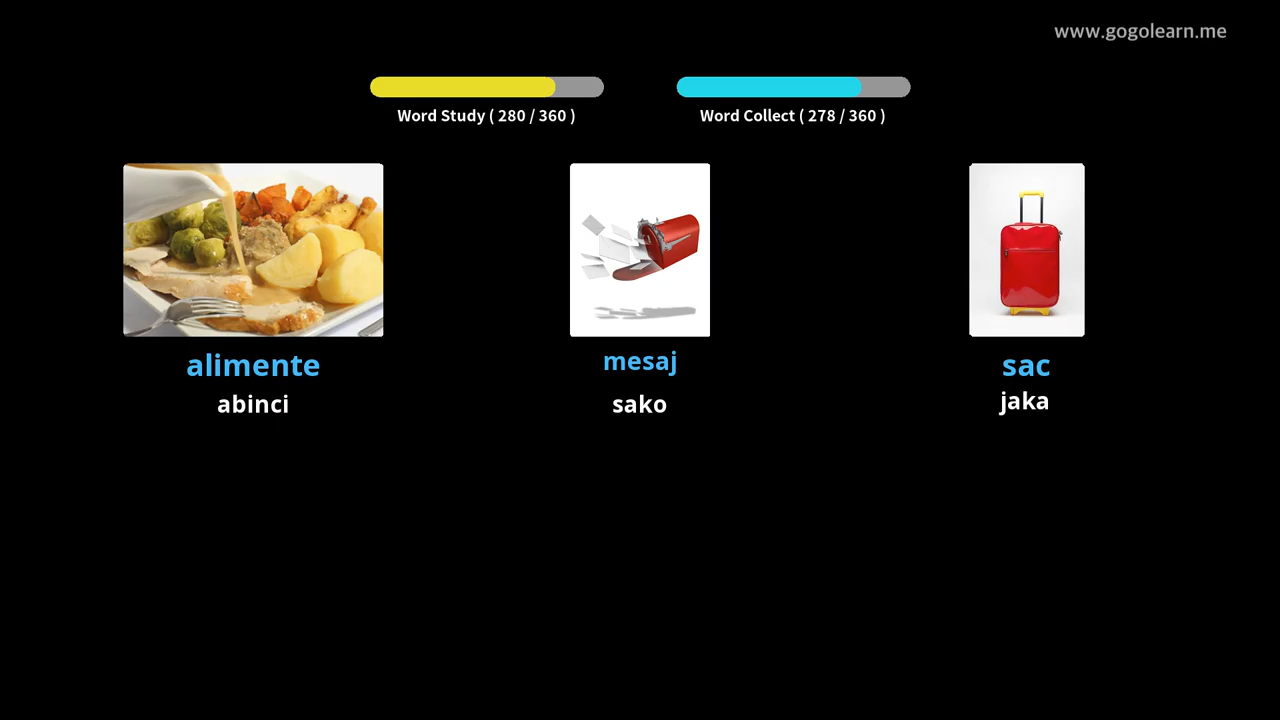 www.gogolearn.me
Word Study ( 280 / 360 )
Word Collect ( 278 / 360 )
alimente
abinci
mesaj
sako
sac
jaka